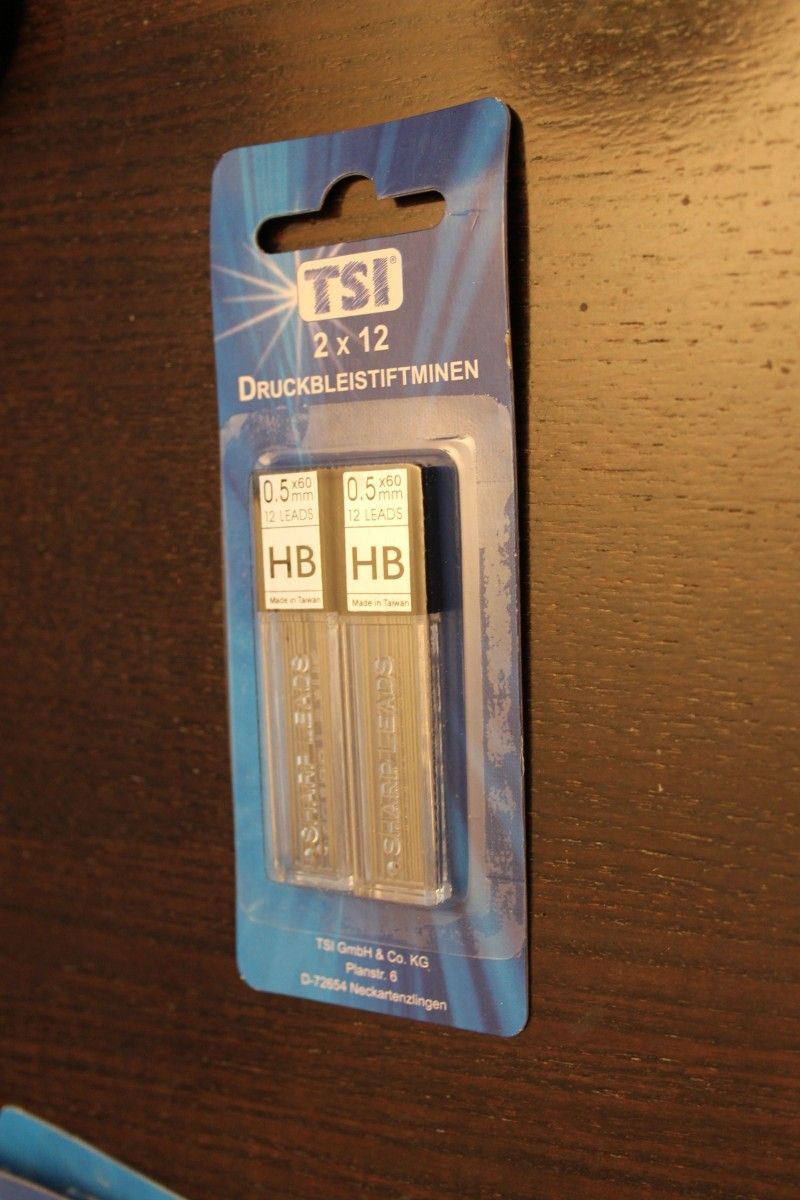 TSI®
2 x 12
DRUCKBLEISTIFTMINEN
0.5 x60 mm
12 LEADS
HB
Made in Taiwan
0.5 x60 mm
12 LEADS
HB
Made in Taiwan
SHARP LEADS
SHARP LEADS
TSI GmbH & Co. KG
Planstr. 6
D-72654 Neckartenzlingen